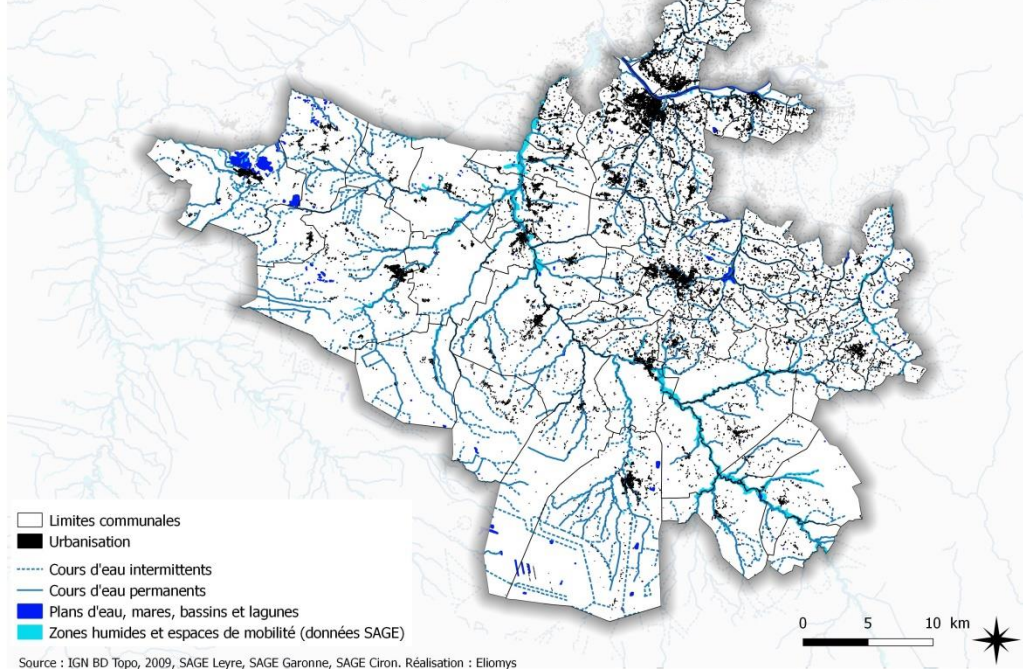 Limites communales
Urbanisation
Cours d'eau intermittents
Cours d'eau permanents
Plans d'eau, mares, bassins et lagunes
Zones humides et espaces de mobilité (données SAGE)
0 5 10 km
Source : IGN BD Topo, 2009, SAGE Leyre, SAGE Garonne, SAGE Ciron. Réalisation : Eliomys